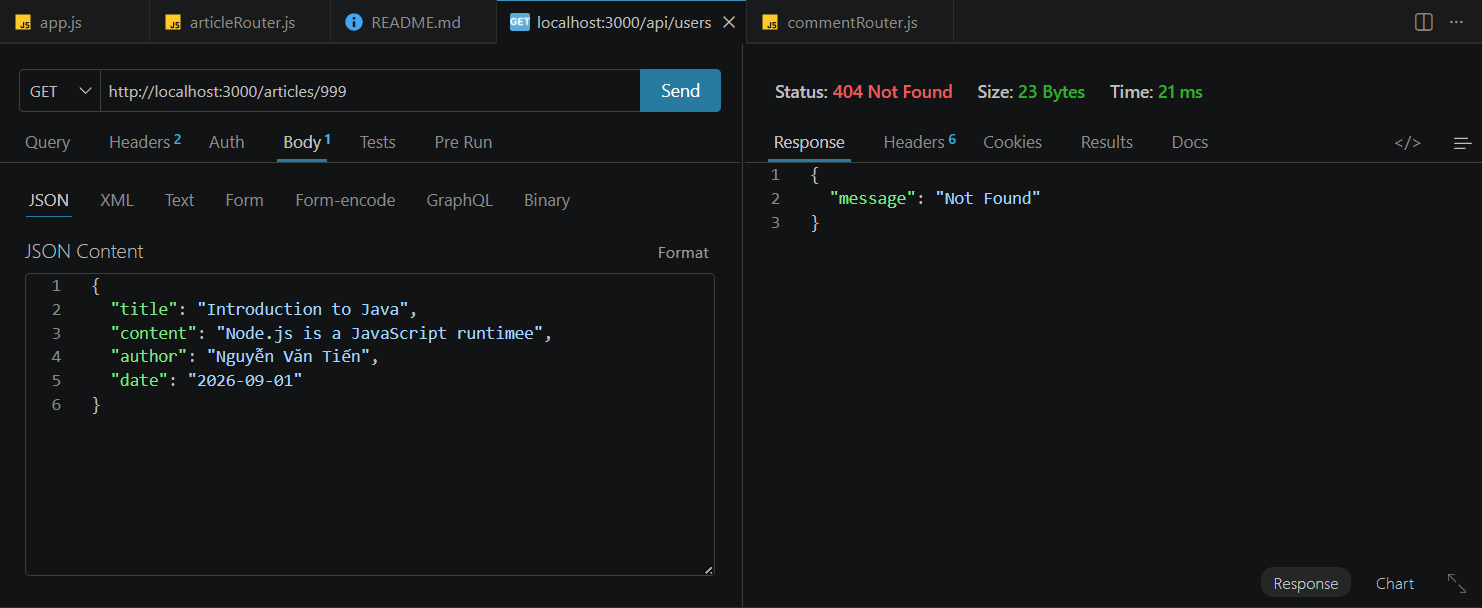 app.js
articleRouter.js
README.md
GET localhost:3000/api/users
commentRouter.js
GET http://localhost:3000/articles/999 Send
Query Headers 2 Auth Body 1 Tests Pre Run
JSON XML Text Form Form-encode GraphQL Binary
JSON Content Format
1 {
2 "title": "Introduction to Java",
3 "content": "Node.js is a JavaScript runtimee",
4 "author": "Nguyễn Văn Tiến",
5 "date": "2026-09-01"
6 }
Status: 404 Not Found Size: 23 Bytes Time: 21 ms
Response Headers 6 Cookies Results Docs </>
1 {
2 "message": "Not Found"
3 }
Response Chart